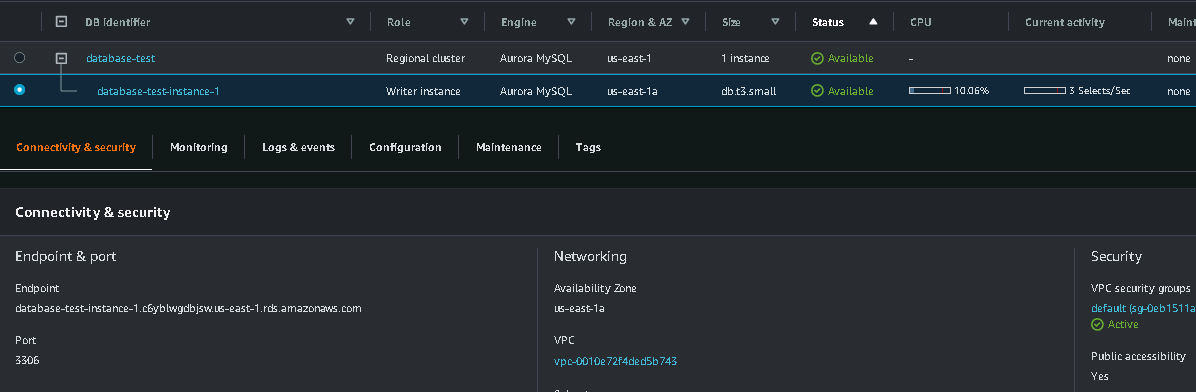 DB identifier Role Engine Region & AZ Size Status CPU Current activity Maint
database-test Regional cluster Aurora MySQL us-east-1 1 instance Available - none
database-test-instance-1 Writer instance Aurora MySQL us-east-1a db.t3.small Available 10.06% 3 Selects/Sec none
Connectivity & security Monitoring Logs & events Configuration Maintenance Tags
Connectivity & security
Endpoint & port
Endpoint
database-test-instance-1.c6yblwgdbjsw.us-east-1.rds.amazonaws.com
Port
3306
Networking
Availability Zone
us-east-1a
VPC
vpc-0010e72f4ded5b743
Security
VPC security groups
default (sg-0eb1511a
Active
Public accessibility
Yes